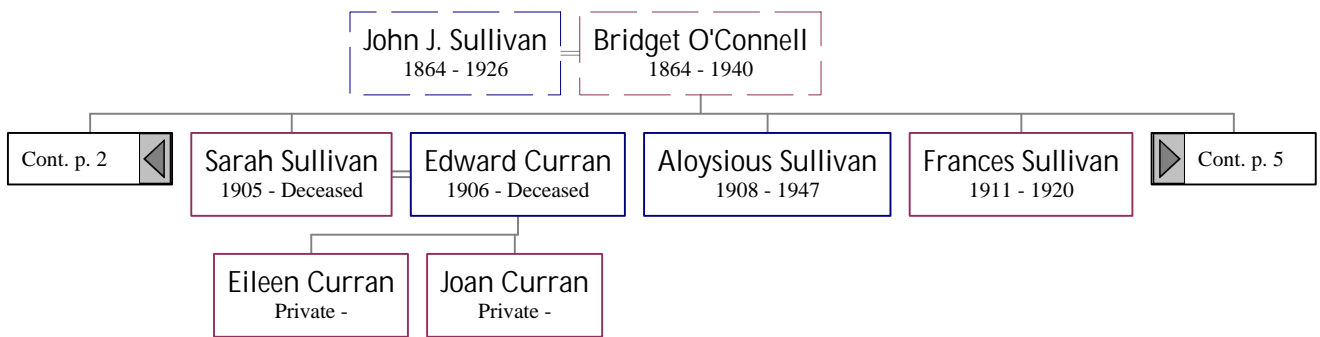 John J. Sullivan
1864 - 1926
Bridget O'Connell
1864 - 1940
Cont. p. 2
Sarah Sullivan
1905 - Deceased
Edward Curran
1906 - Deceased
Aloysious Sullivan
1908 - 1947
Frances Sullivan
1911 - 1920
Cont. p. 5
Eileen Curran
Private -
Joan Curran
Private -